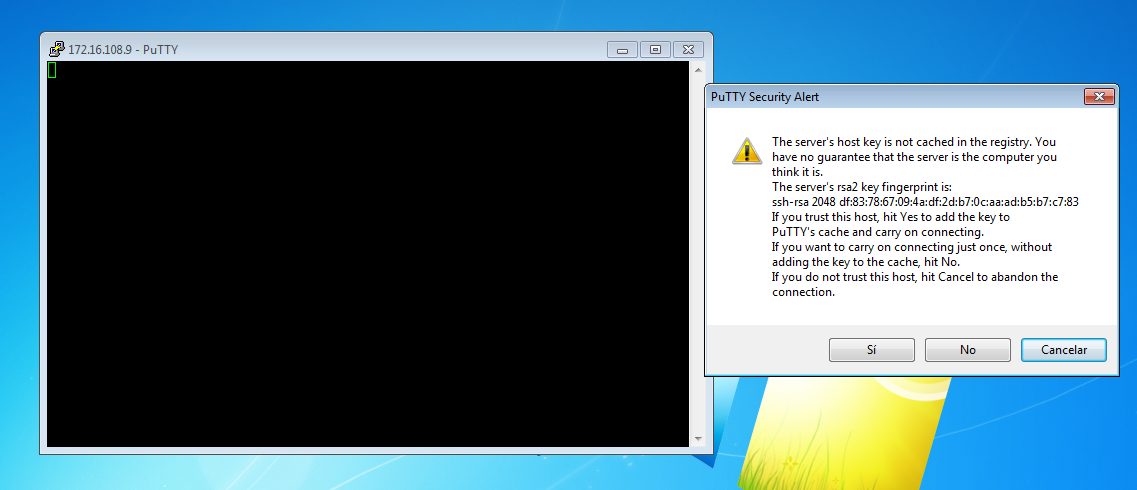 172.16.108.9 - PuTTY
PuTTY Security Alert
The server's host key is not cached in the registry. You
have no guarantee that the server is the computer you
think it is.
The server's rsa2 key fingerprint is:
ssh-rsa 2048 df:83:78:67:09:4a:df:2d:b7:0c:aa:ad:b5:b7:c7:83
If you trust this host, hit Yes to add the key to
PuTTY's cache and carry on connecting.
If you want to carry on connecting just once, without
adding the key to the cache, hit No.
If you do not trust this host, hit Cancel to abandon the
connection.
Sí
No
Cancelar